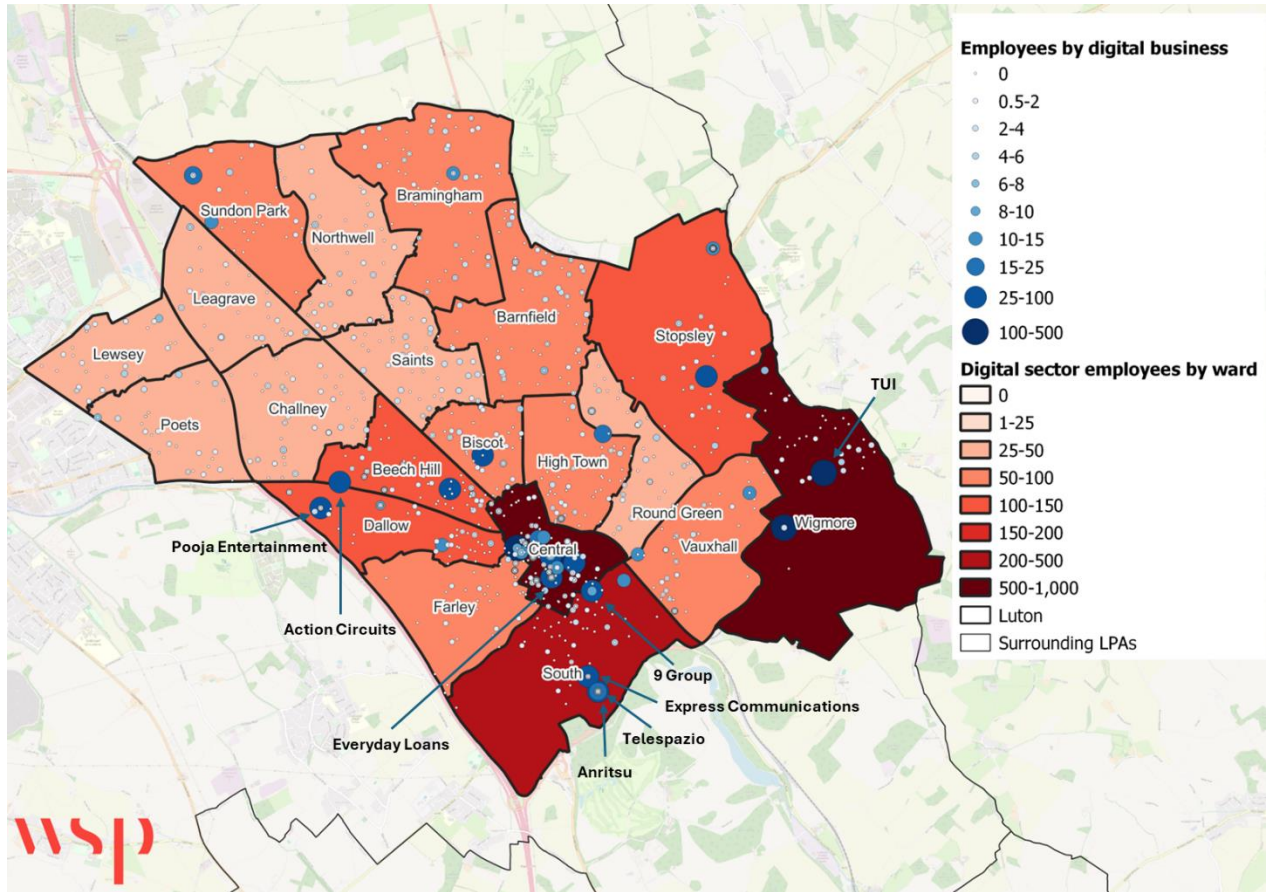 Employees by digital business
0
0.5-2
2-4
4-6
6-8
8-10
10-15
15-25
25-100
100-500
Digital sector employees by ward
0
1-25
25-50
50-100
100-150
150-200
200-500
500-1,000
Luton
Surrounding LPAs
Bramingham
Sundon Park
Northwell
Leagrave
Barnfield
Stopsley
Lewsey
Saints
TUI
Challney
Poets
Biscot
High Town
Beech Hill
Round Green
Wigmore
Dallow
Central
Vauxhall
Pooja Entertainment
Farley
Action Circuits
South
9 Group
Express Communications
Telespazio
Everyday Loans
Anritsu
wsp